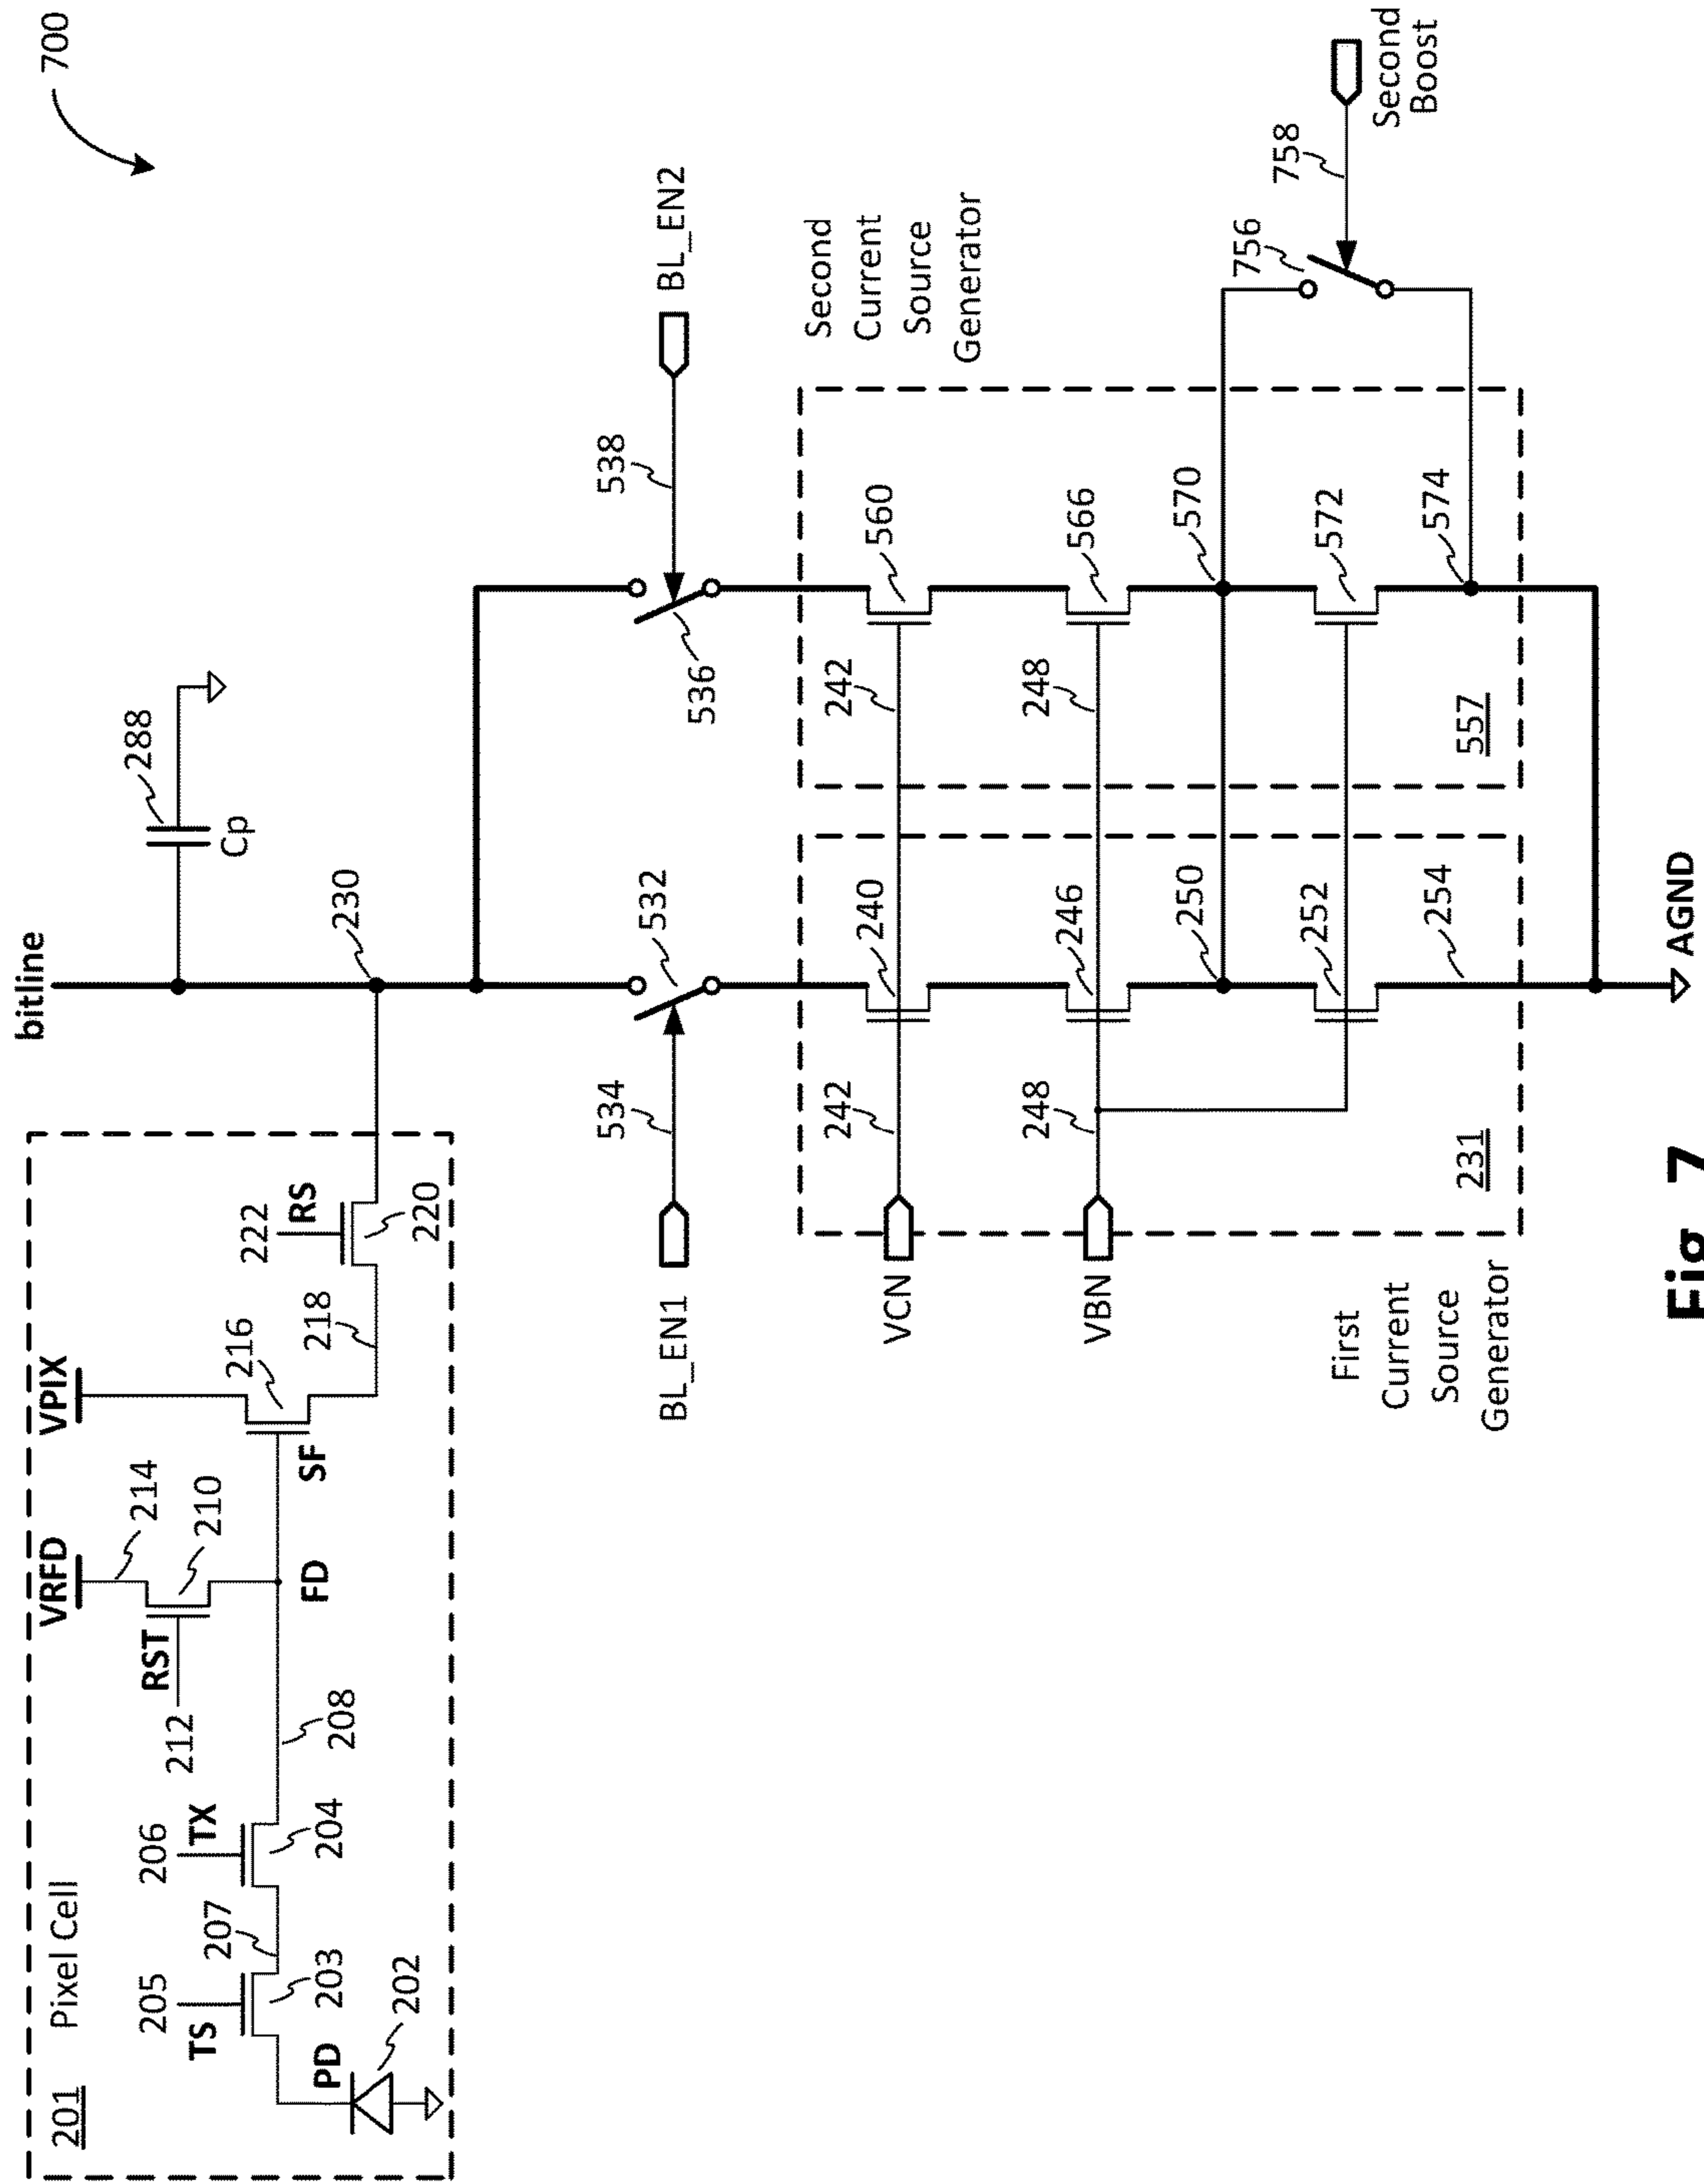 700
bitline
288
Cp
230
201
Pixel Cell
VRFD
VPIX
214
210
RST
212
216
SF
FD
218
222
RS
220
205
TS
206
TX
207
203
204
208
PD
202
BL_EN1
534
532
538
536
BL_EN2
Second
Current
Source
Generator
VCN
242
240
242
560
VBN
248
246
248
566
250
570
252
572
254
574
231
557
First
Current
Source
Generator
756
758
Second
Boost
AGND
Fig. 7